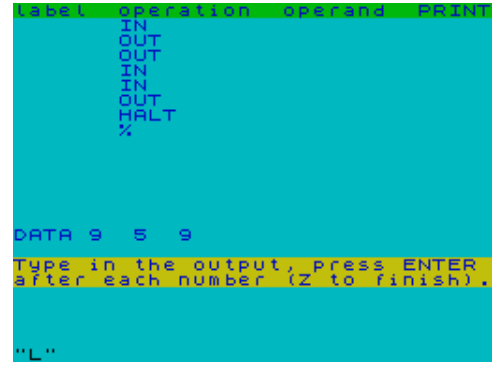 label operation operand PRINT
IN
OUT
OUT
IN
IN
OUT
HALT
%
DATA 9 5 9
Type in the output, press ENTER
after each number (Z to finish).
"L"